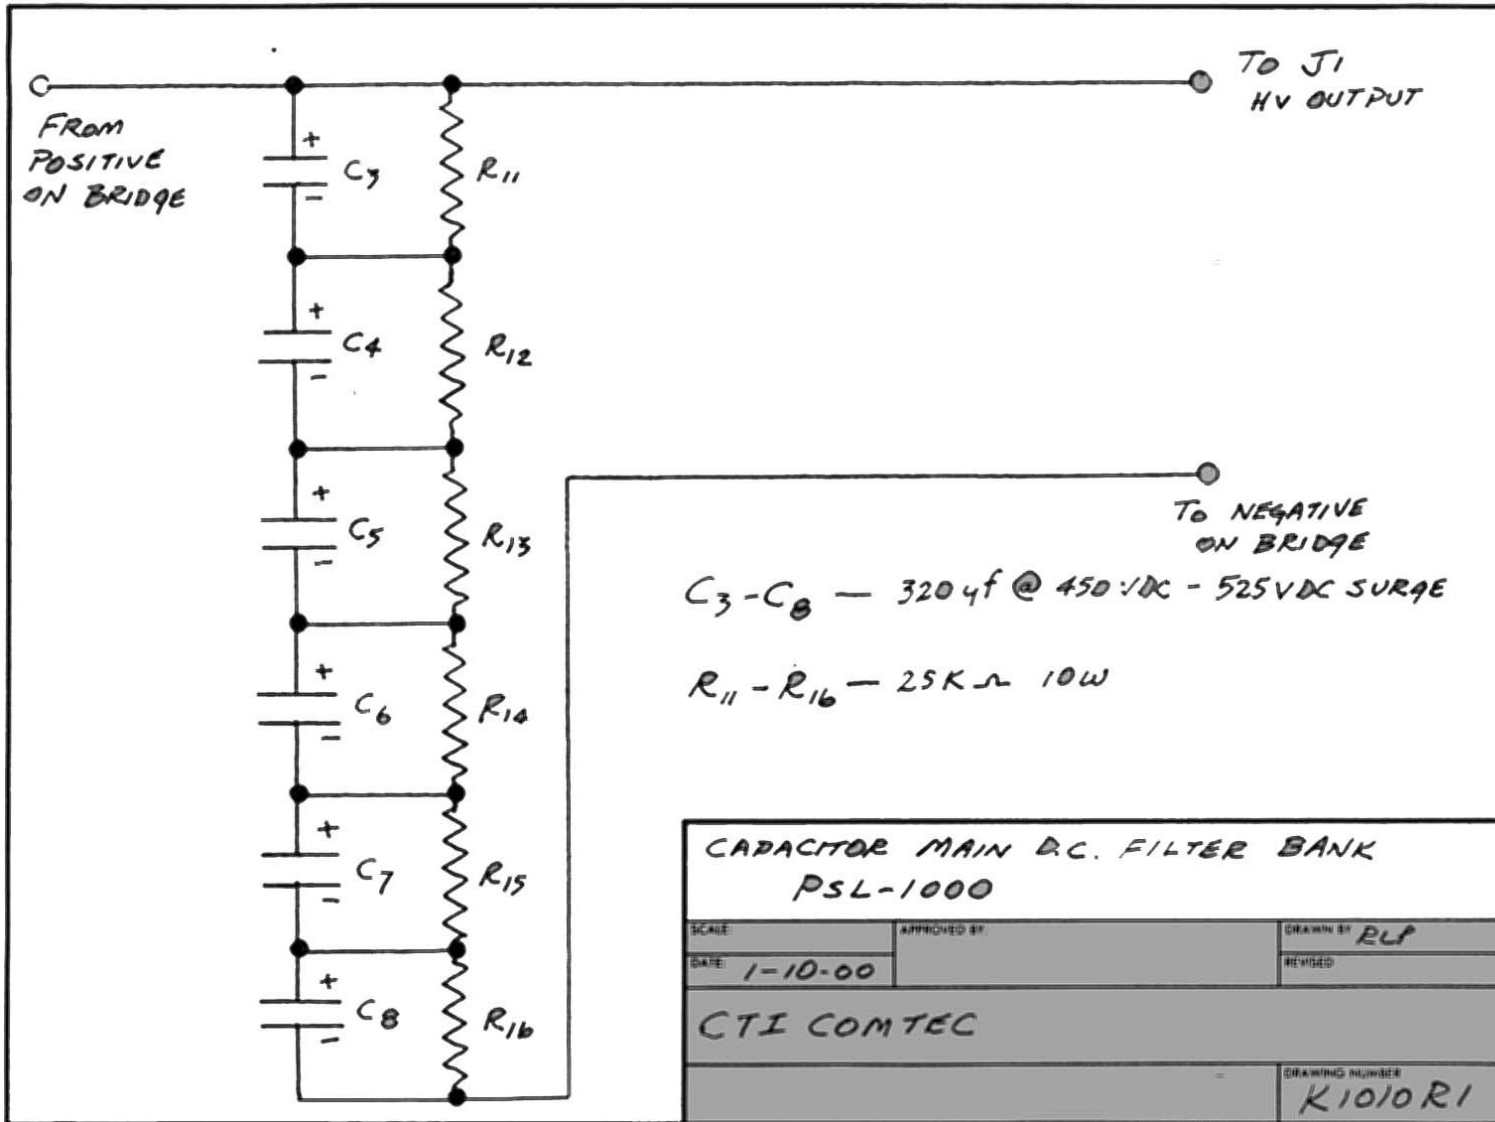 TO J1
HV OUTPUT
FROM
POSITIVE
ON BRIDGE
+
C3
-
R11
+
C4
-
R12
+
C5
-
R13
TO NEGATIVE
ON BRIDGE
C3-C8 — 320 µf @ 450 VDC - 525 VDC SURGE
+
C6
-
R14
R11-R16 — 25K Ω 10W
+
C7
-
R15
+
C8
-
R16
CAPACITOR MAIN D.C. FILTER BANK
PSL-1000
SCALE:
APPROVED BY:
DRAWN BY RLP
DATE: 1-10-00
REVISED
CTI COMTEC
DRAWING NUMBER
K1010R1